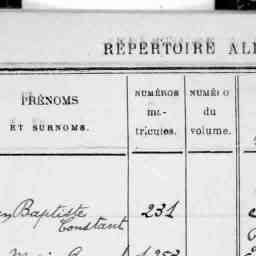 RÉPERTOIRE AL
PRÉNOMS
ET SURNOMS.
NUMÉROS
ma-
tricules.
NUMÉRO
du
volume.
Baptiste
Constant
231